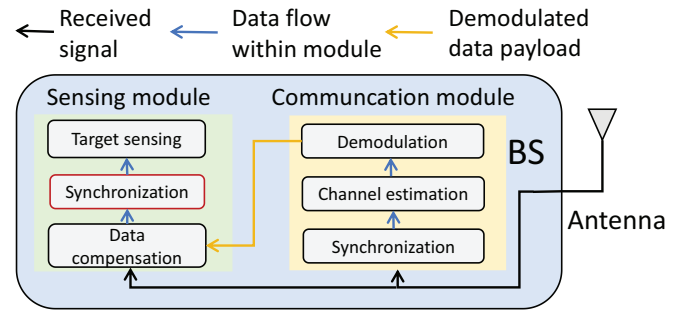 Received signal
Data flow within module
Demodulated data payload
Sensing module
Communcation module
Target sensing
Synchronization
Data compensation
Demodulation
Channel estimation
Synchronization
BS
Antenna